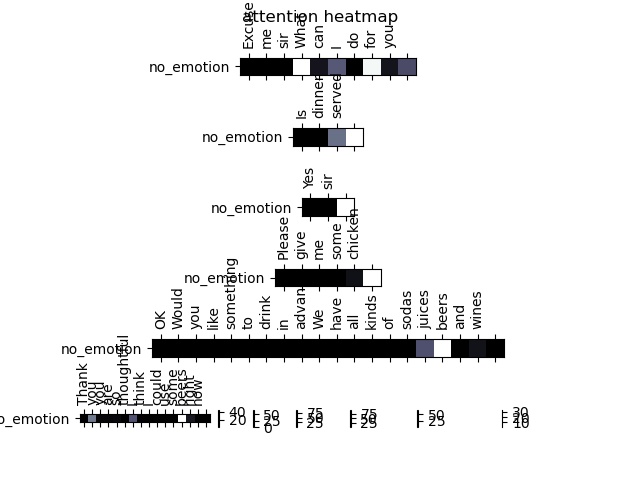 attention heatmap
Excuse me sir What can I do for you
no_emotion
Is dinner served
no_emotion
Yes sir
no_emotion
Please give me some chicken
no_emotion
OK Would you like something to drink in advan We have all kinds of sodas juices beers and wines
no_emotion
Thank you you are so thoughtful I think I could use some beers right now
o_emotion
40 20
50 25 0
75 50 25
75 50 25
50 25
30 20 10